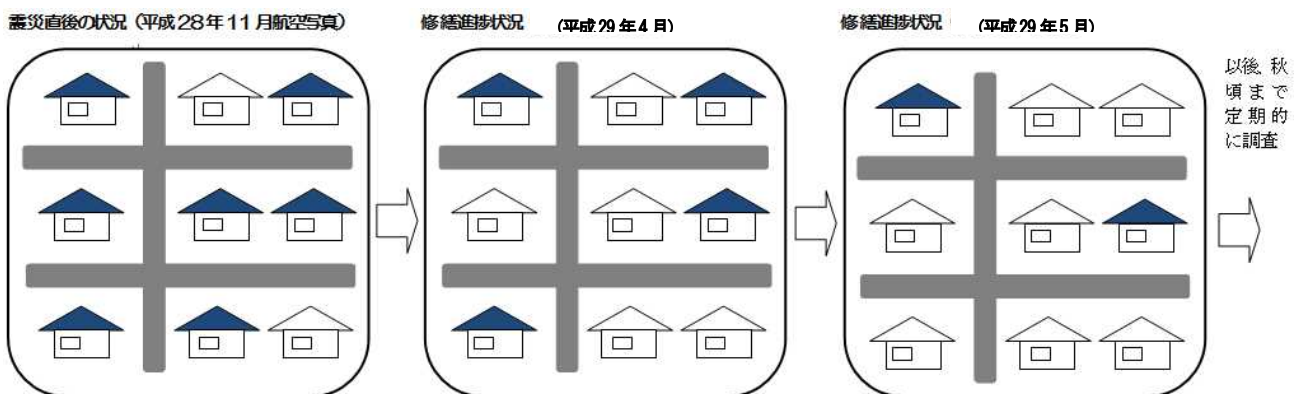 震災直後の状況（平成28年11月航空写真）
修繕進捗状況　（平成29年4月）
修繕進捗状況　（平成29年5月）
以後、秋
頃まで
定期的
に調査